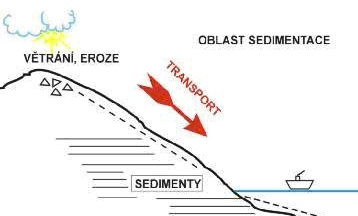 OBLAST SEDIMENTACE
VĚTRÁNÍ, EROZE
TRANSPORT
SEDIMENTY